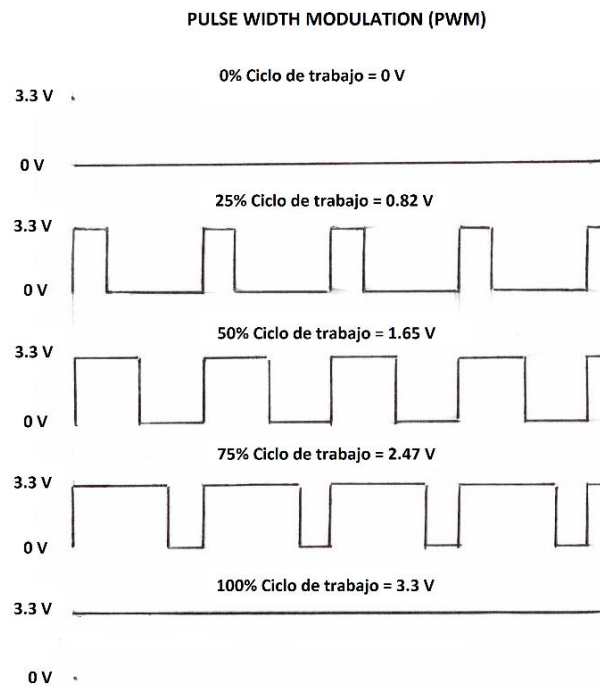 PULSE WIDTH MODULATION (PWM)
0% Ciclo de trabajo = 0 V
3.3 V
0 V
25% Ciclo de trabajo = 0.82 V
3.3 V
0 V
50% Ciclo de trabajo = 1.65 V
3.3 V
0 V
75% Ciclo de trabajo = 2.47 V
3.3 V
0 V
100% Ciclo de trabajo = 3.3 V
3.3 V
0 V